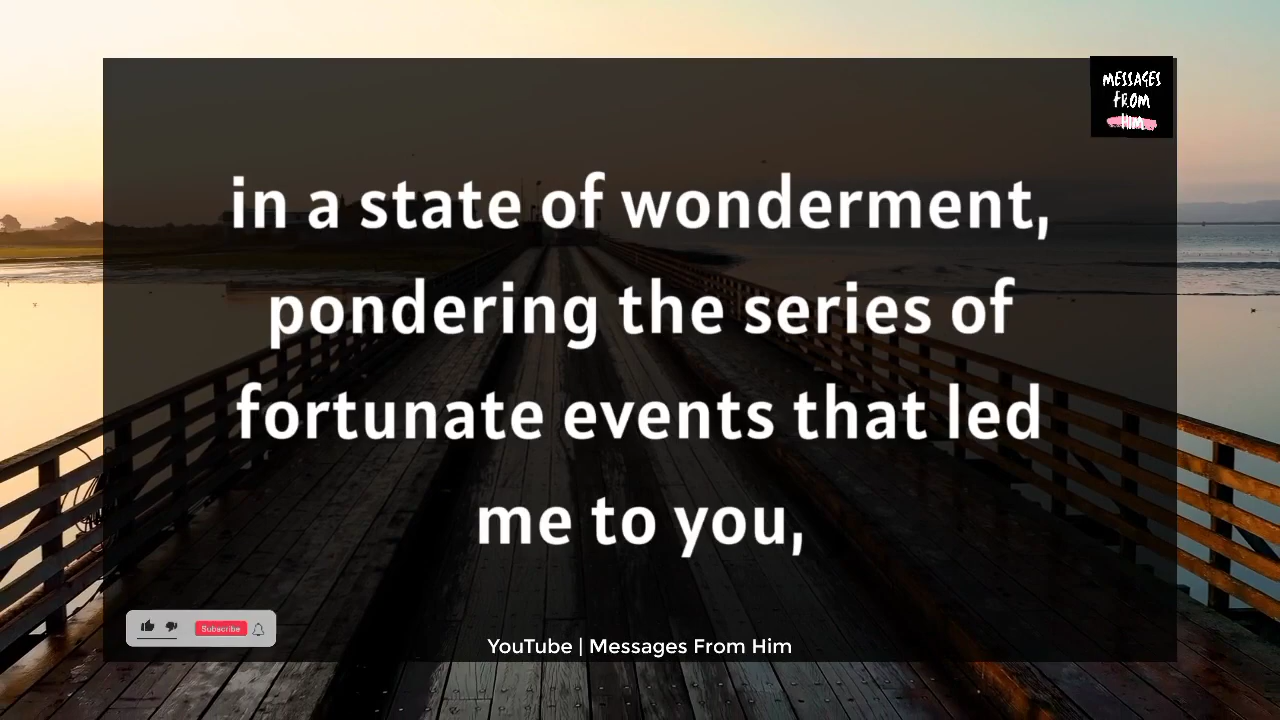 MESSAGES
FROM
HIM
in a state of wonderment,
pondering the series of
fortunate events that led
me to you,
Subscribe
YouTube | Messages From Him